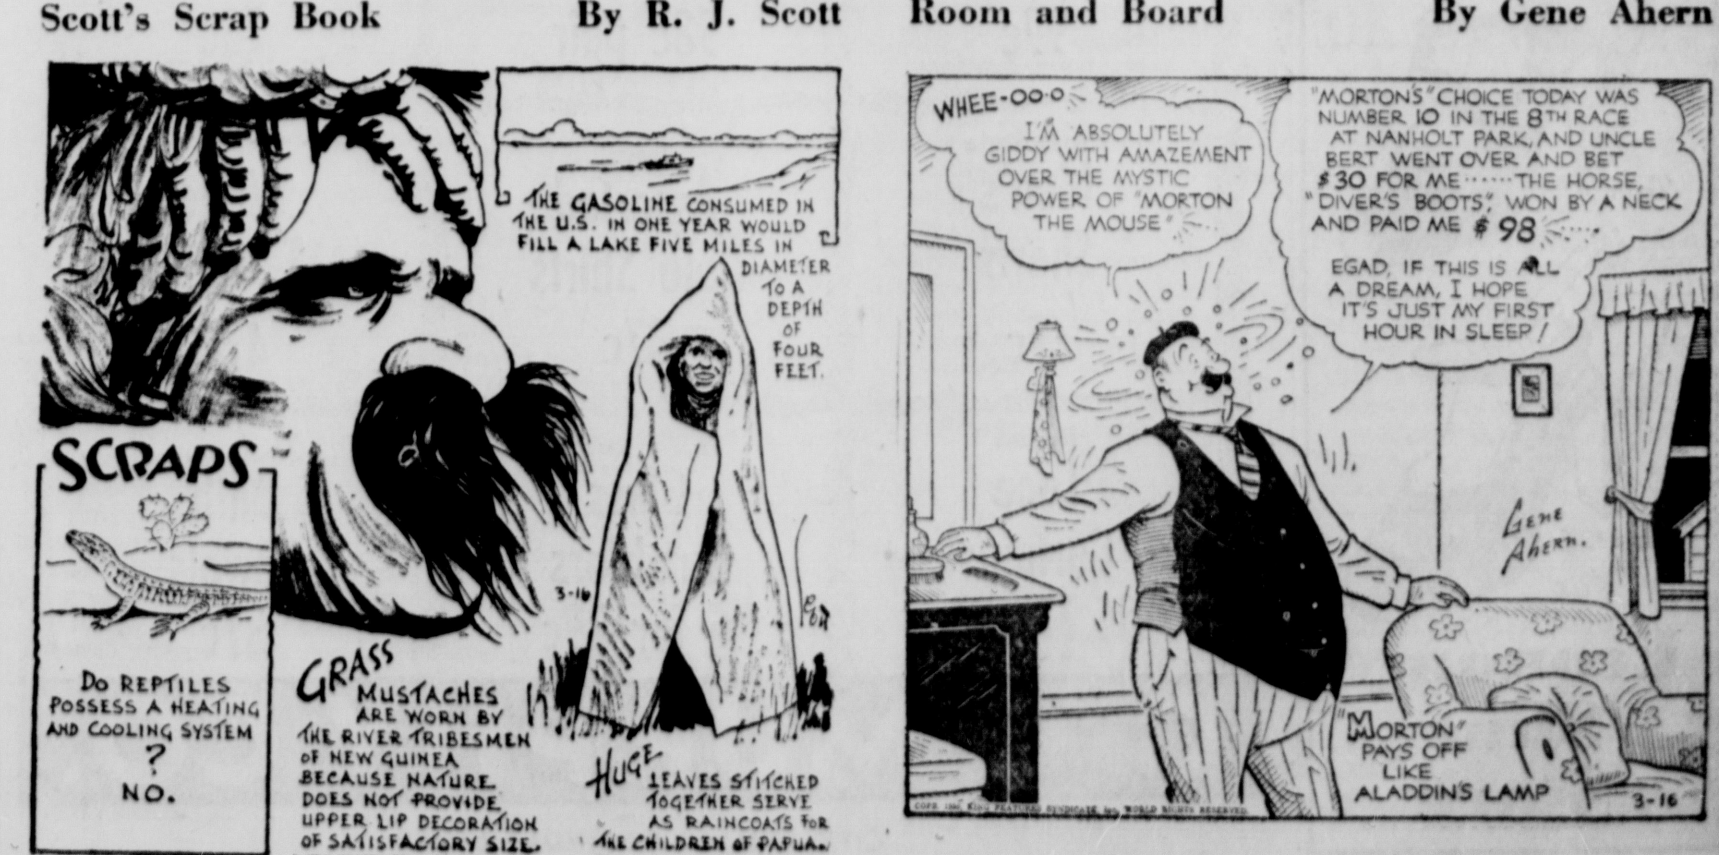 Scott's Scrap Book
By R. J. Scott
THE GASOLINE CONSUMED IN
THE U.S. IN ONE YEAR WOULD
FILL A LAKE FIVE MILES IN
DIAMETER
TO A
DEPTH
OF
FOUR
FEET.
SCRAPS
DO REPTILES
POSSESS A HEATING
AND COOLING SYSTEM
?
NO.
3-16
GRASS
MUSTACHES
ARE WORN BY
THE RIVER TRIBESMEN
OF NEW GUINEA
BECAUSE NATURE
DOES NOT PROVIDE
UPPER LIP DECORATION
OF SATISFACTORY SIZE.
HUGE
LEAVES STITCHED
TOGETHER SERVE
AS RAINCOATS FOR
THE CHILDREN OF PAPUA.
Room and Board
By Gene Ahern
WHEE-OO-O
I'M ABSOLUTELY
GIDDY WITH AMAZEMENT
OVER THE MYSTIC
POWER OF "MORTON
THE MOUSE"
"MORTON'S" CHOICE TODAY WAS
NUMBER 10 IN THE 8TH RACE
AT NANHOLT PARK, AND UNCLE
BERT WENT OVER AND BET
$30 FOR ME ...... THE HORSE,
"DIVER'S BOOTS", WON BY A NECK
AND PAID ME $98
EGAD, IF THIS IS ALL
A DREAM, I HOPE
IT'S JUST MY FIRST
HOUR IN SLEEP!
GENE
AHERN.
"MORTON"
PAYS OFF
LIKE
ALADDIN'S LAMP
3-16
KING FEATURES SYNDICATE, Inc., WORLD RIGHTS RESERVED